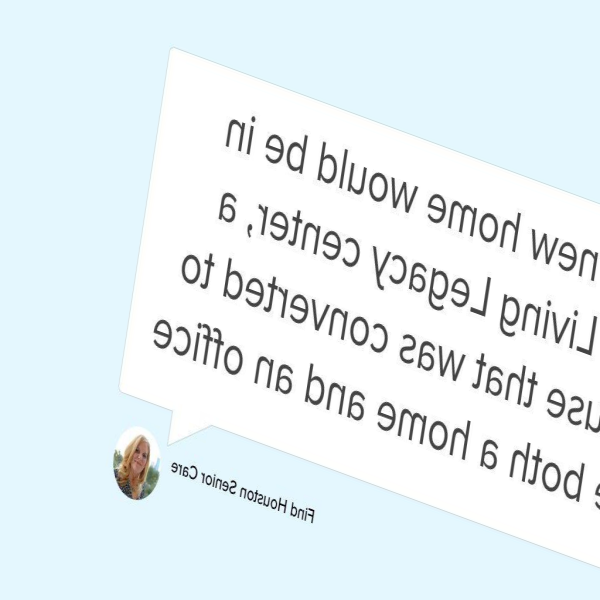 new home would be in
Living Legacy center, a
use that was converted to
both a home and an office
Find Houston Senior Care